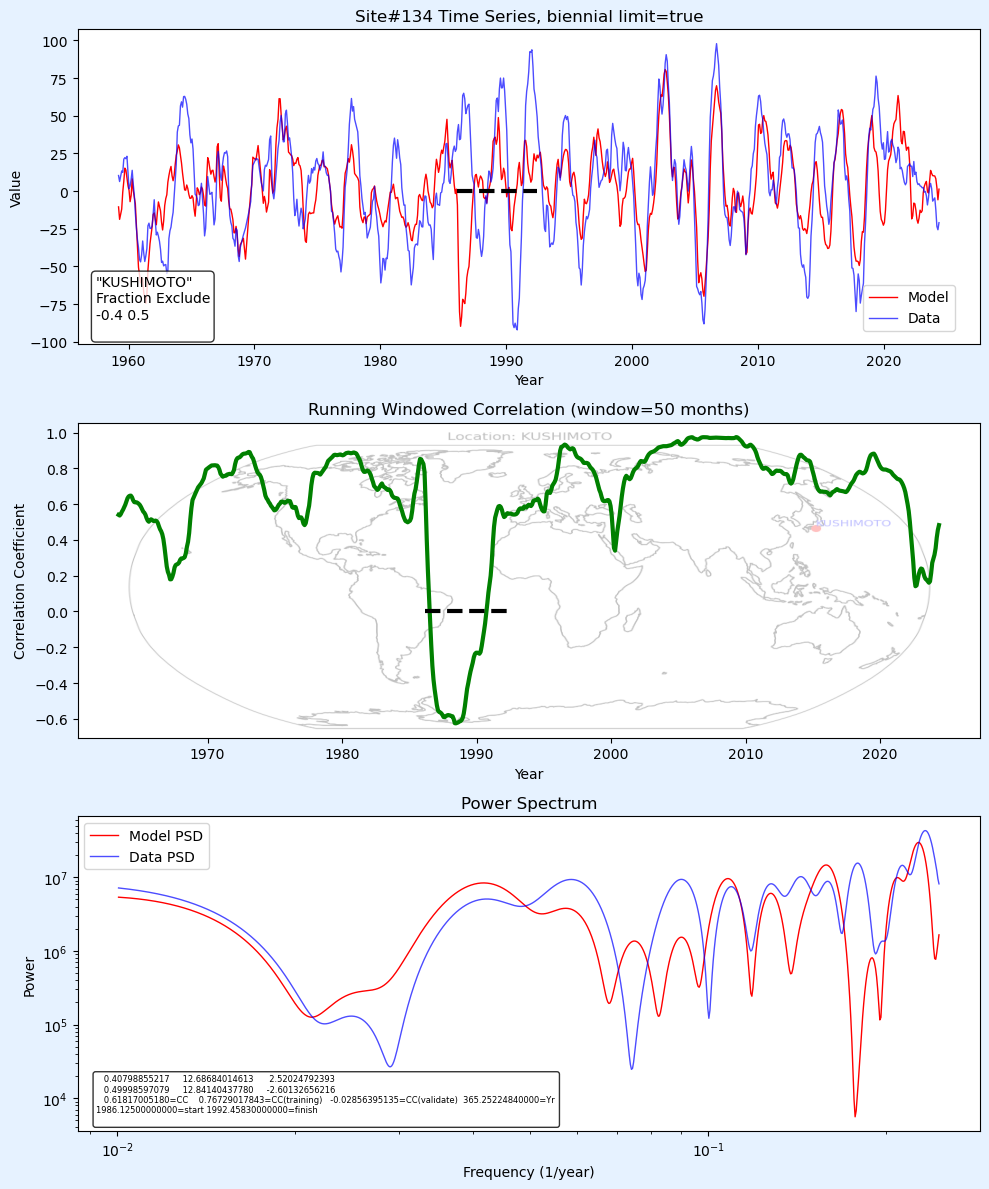 Site#134 Time Series, biennial limit=true
100
75
50
25
0
−25
−50
−75
−100
Value
"KUSHIMOTO"
Fraction Exclude
-0.4 0.5
Model
Data
1960 1970 1980 1990 2000 2010 2020
Year
Running Windowed Correlation (window=50 months)
Location: KUSHIMOTO
KUSHIMOTO
1.0
0.8
0.6
0.4
0.2
0.0
−0.2
−0.4
−0.6
Correlation Coefficient
1970 1980 1990 2000 2010 2020
Year
Power Spectrum
Model PSD
Data PSD
10⁷
10⁶
10⁵
10⁴
Power
0.40798855217 12.68684014613 2.52024792393
0.49998597079 12.84140437780 -2.60132656216
0.61817005180=CC 0.76729017843=CC(training) -0.02856395135=CC(validate) 365.25224840000=Yr
1986.12500000000=start 1992.45830000000=finish
10⁻² 10⁻¹
Frequency (1/year)